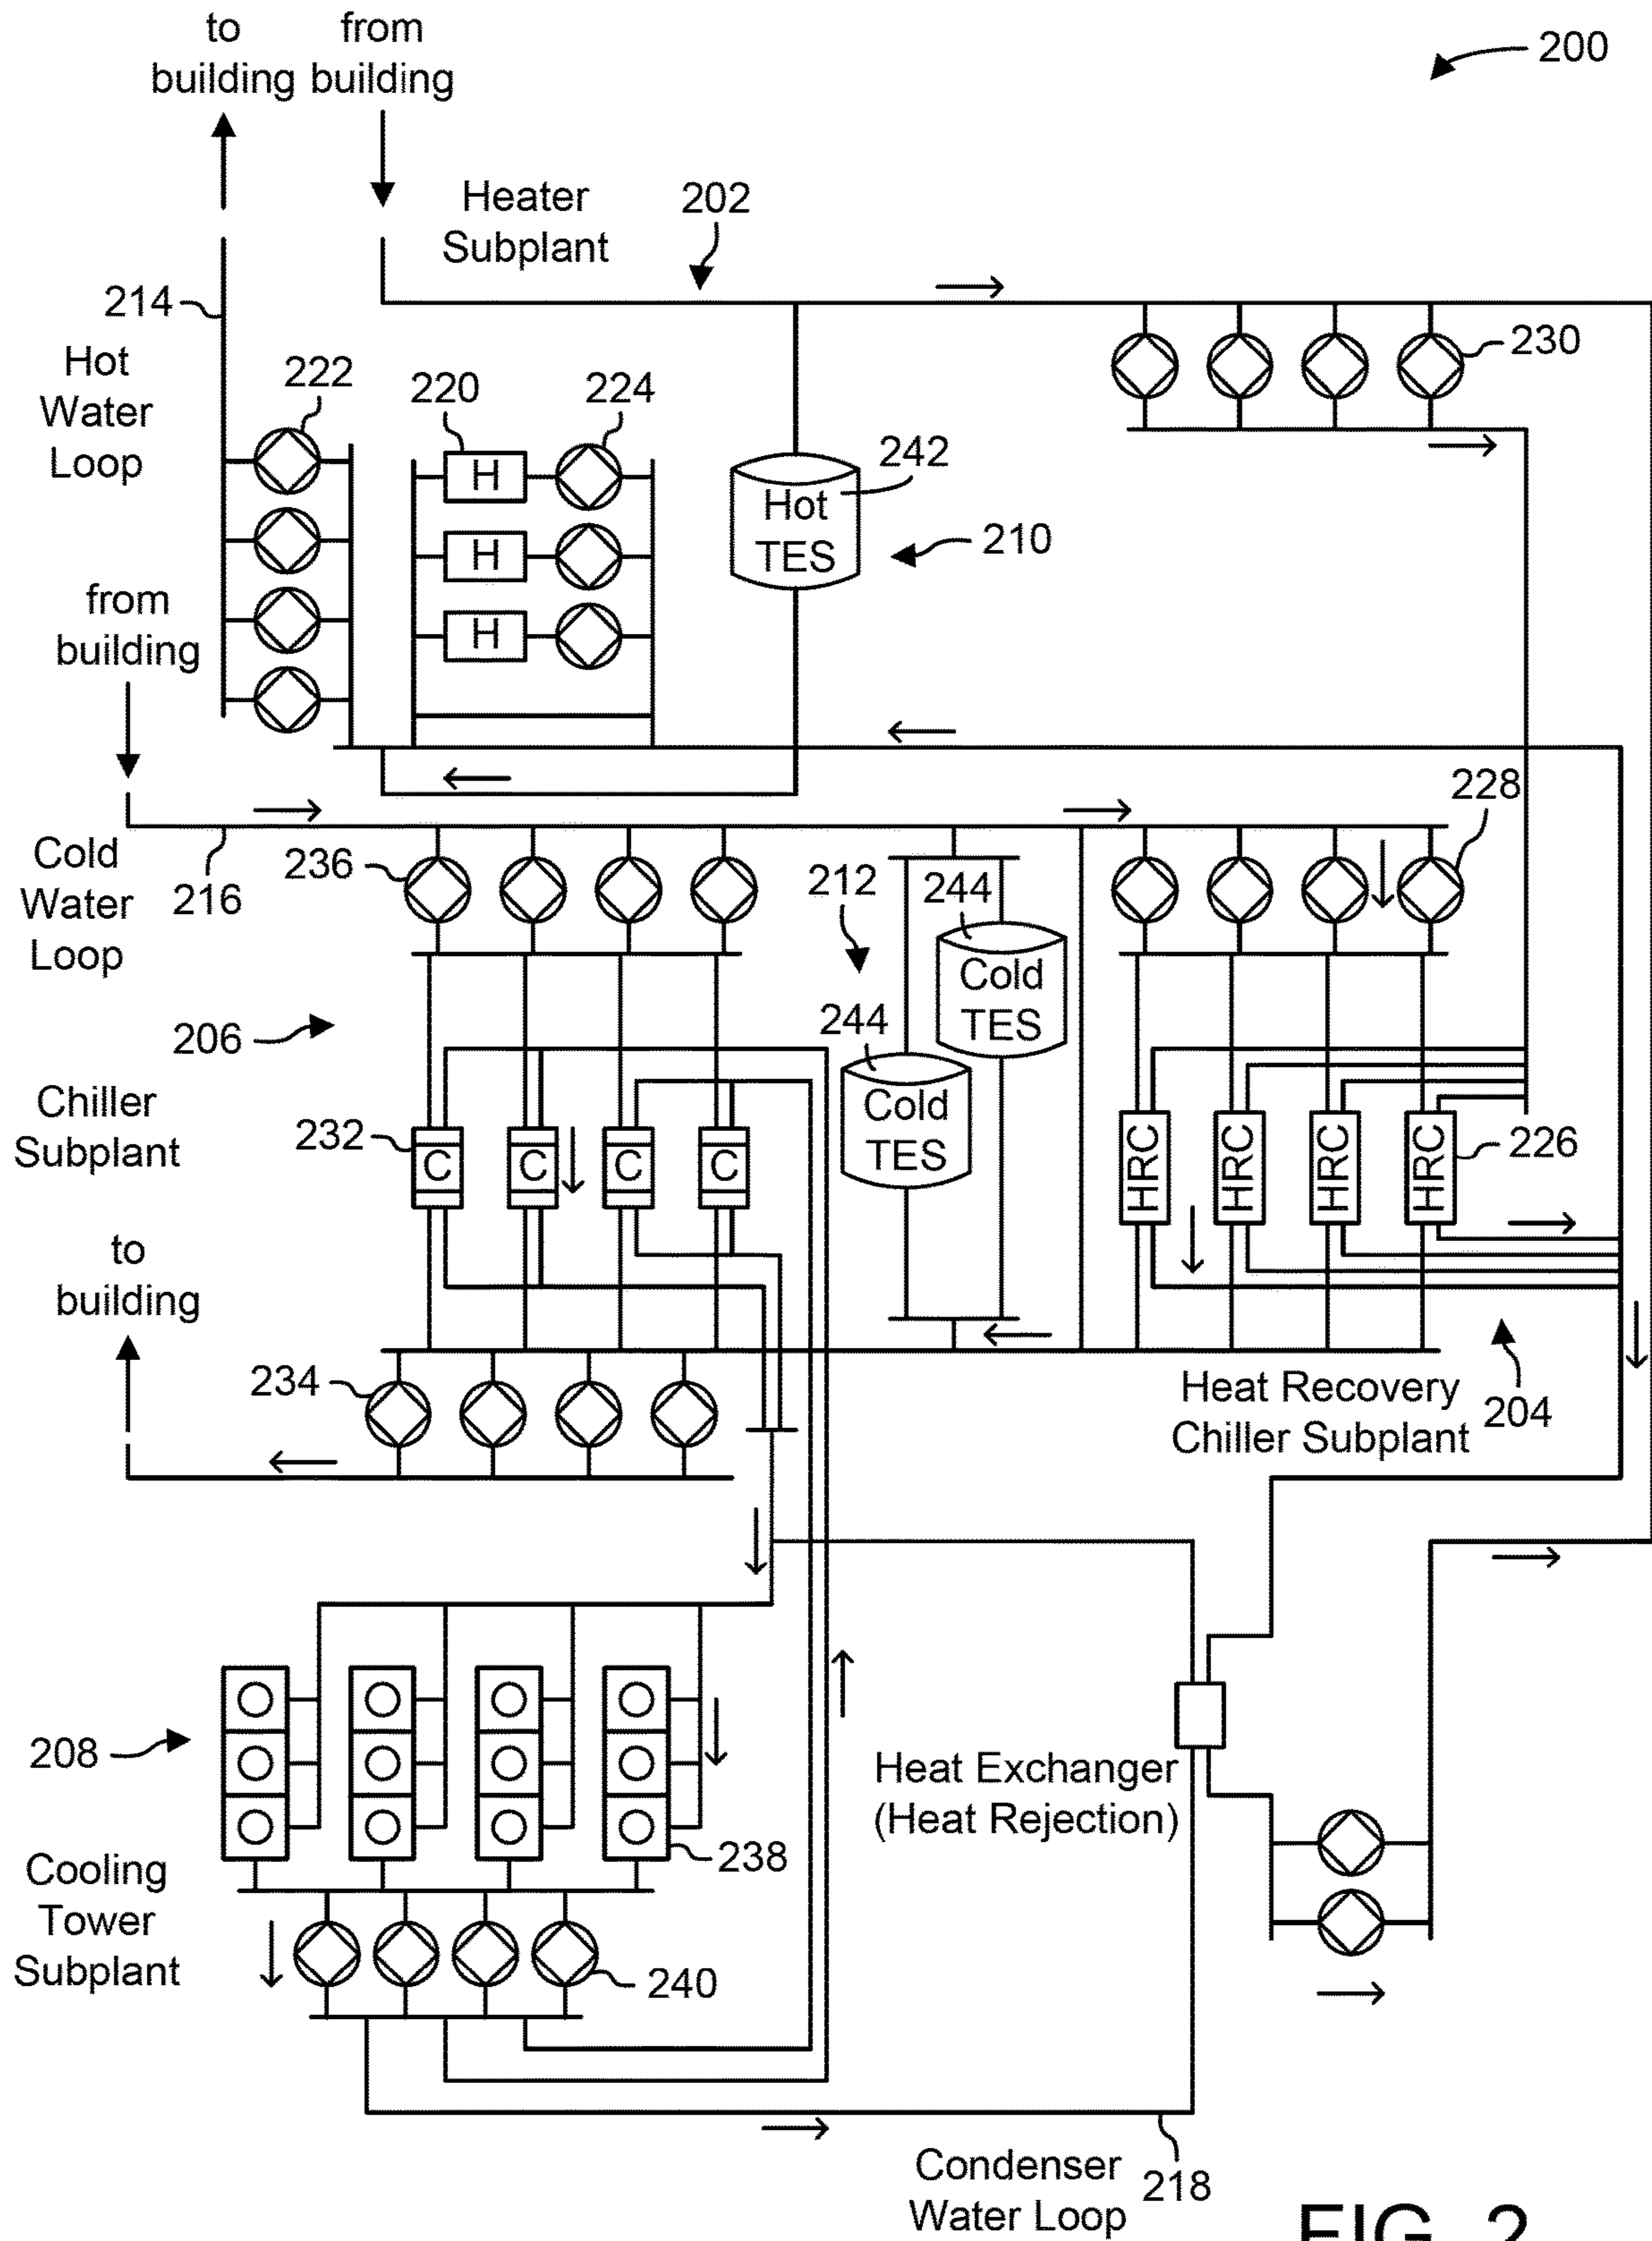 to
building
from
building
200
Heater
Subplant
202
214
Hot
Water
Loop
222
220
224
230
H
H
H
Hot
TES
242
210
from
building
228
Cold
Water
Loop
216
236
212
244
Cold
TES
244
Cold
TES
206
Chiller
Subplant
232
C
C
C
C
HRC
HRC
HRC
HRC
226
to
building
234
Heat Recovery
Chiller Subplant
204
208
Heat Exchanger
(Heat Rejection)
238
Cooling
Tower
Subplant
240
Condenser
Water Loop
218
FIG. 2